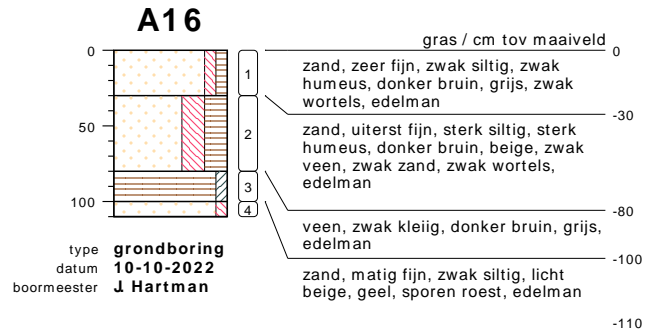 A16
gras / cm tov maaiveld
0
0
1
zand, zeer fijn, zwak siltig, zwak
humeus, donker bruin, grijs, zwak
wortels, edelman
-30
50
2
zand, uiterst fijn, sterk siltig, sterk
humeus, donker bruin, beige, zwak
veen, zwak zand, zwak wortels,
edelman
3
100
4
-80
veen, zwak kleiig, donker bruin, grijs,
edelman
-100
zand, matig fijn, zwak siltig, licht
beige, geel, sporen roest, edelman
-110
type grondboring
datum 10-10-2022
boormeester J. Hartman